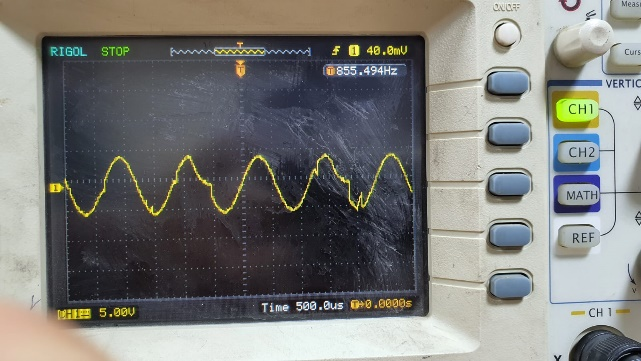 ON/OFF
RIGOL STOP
T
1 40.0mV
T
T 855.494Hz
1
CH1 5.00V
Time 500.0us T→0.0000s
VERTIC
CH1
CH2
MATH
REF
CH 1
X